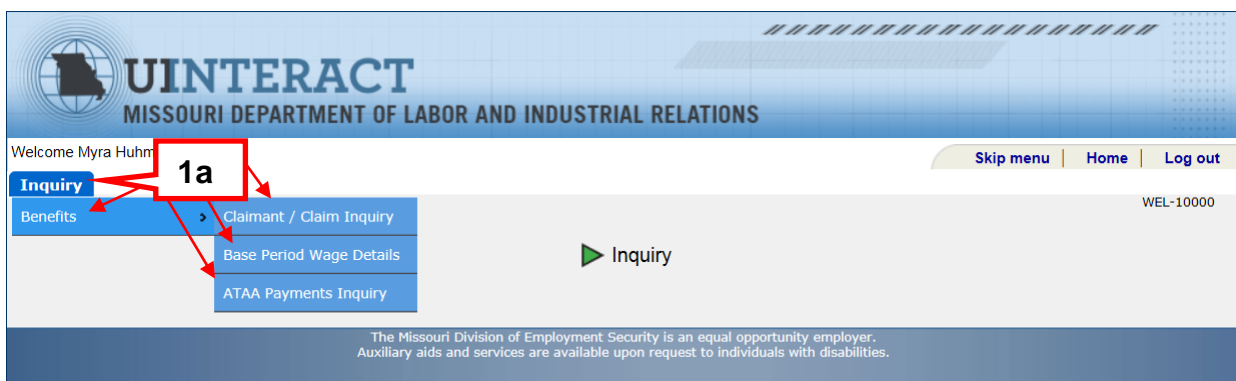 UINTERACT
MISSOURI DEPARTMENT OF LABOR AND INDUSTRIAL RELATIONS
Welcome Myra Huhm
1a
Skip menu | Home | Log out
Inquiry
WEL-10000
Benefits
Claimant / Claim Inquiry
Base Period Wage Details
Inquiry
ATAA Payments Inquiry
The Missouri Division of Employment Security is an equal opportunity employer.
Auxiliary aids and services are available upon request to individuals with disabilities.